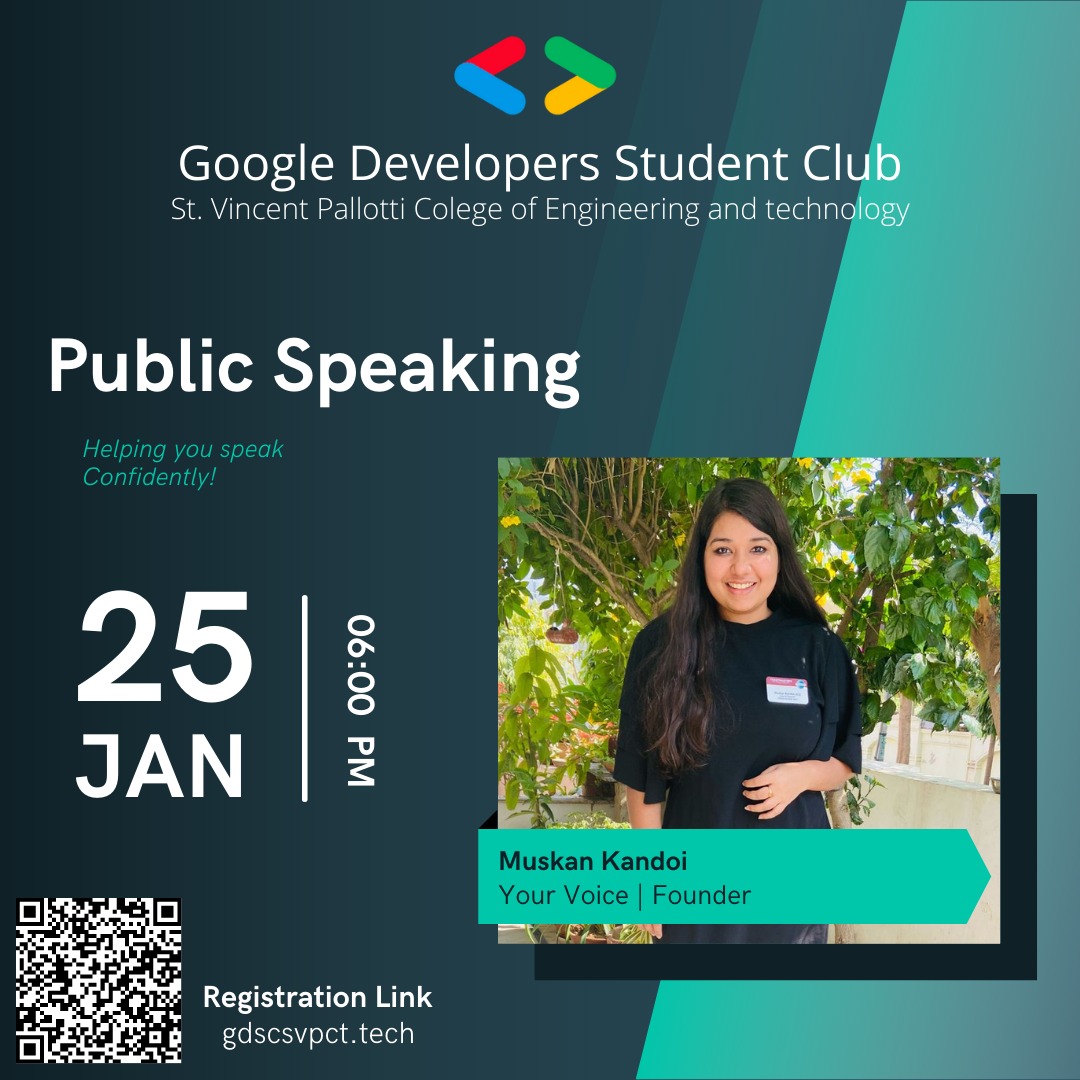 Google Developers Student Club
St. Vincent Pallotti Colege of Engineering and technology
Public Speaking
Helping you speak
Confidently!
25
JAN
06:00 PM
Muskan Kandoi
Your Voice | Founder
Registration Link
gdscsvpct.tech